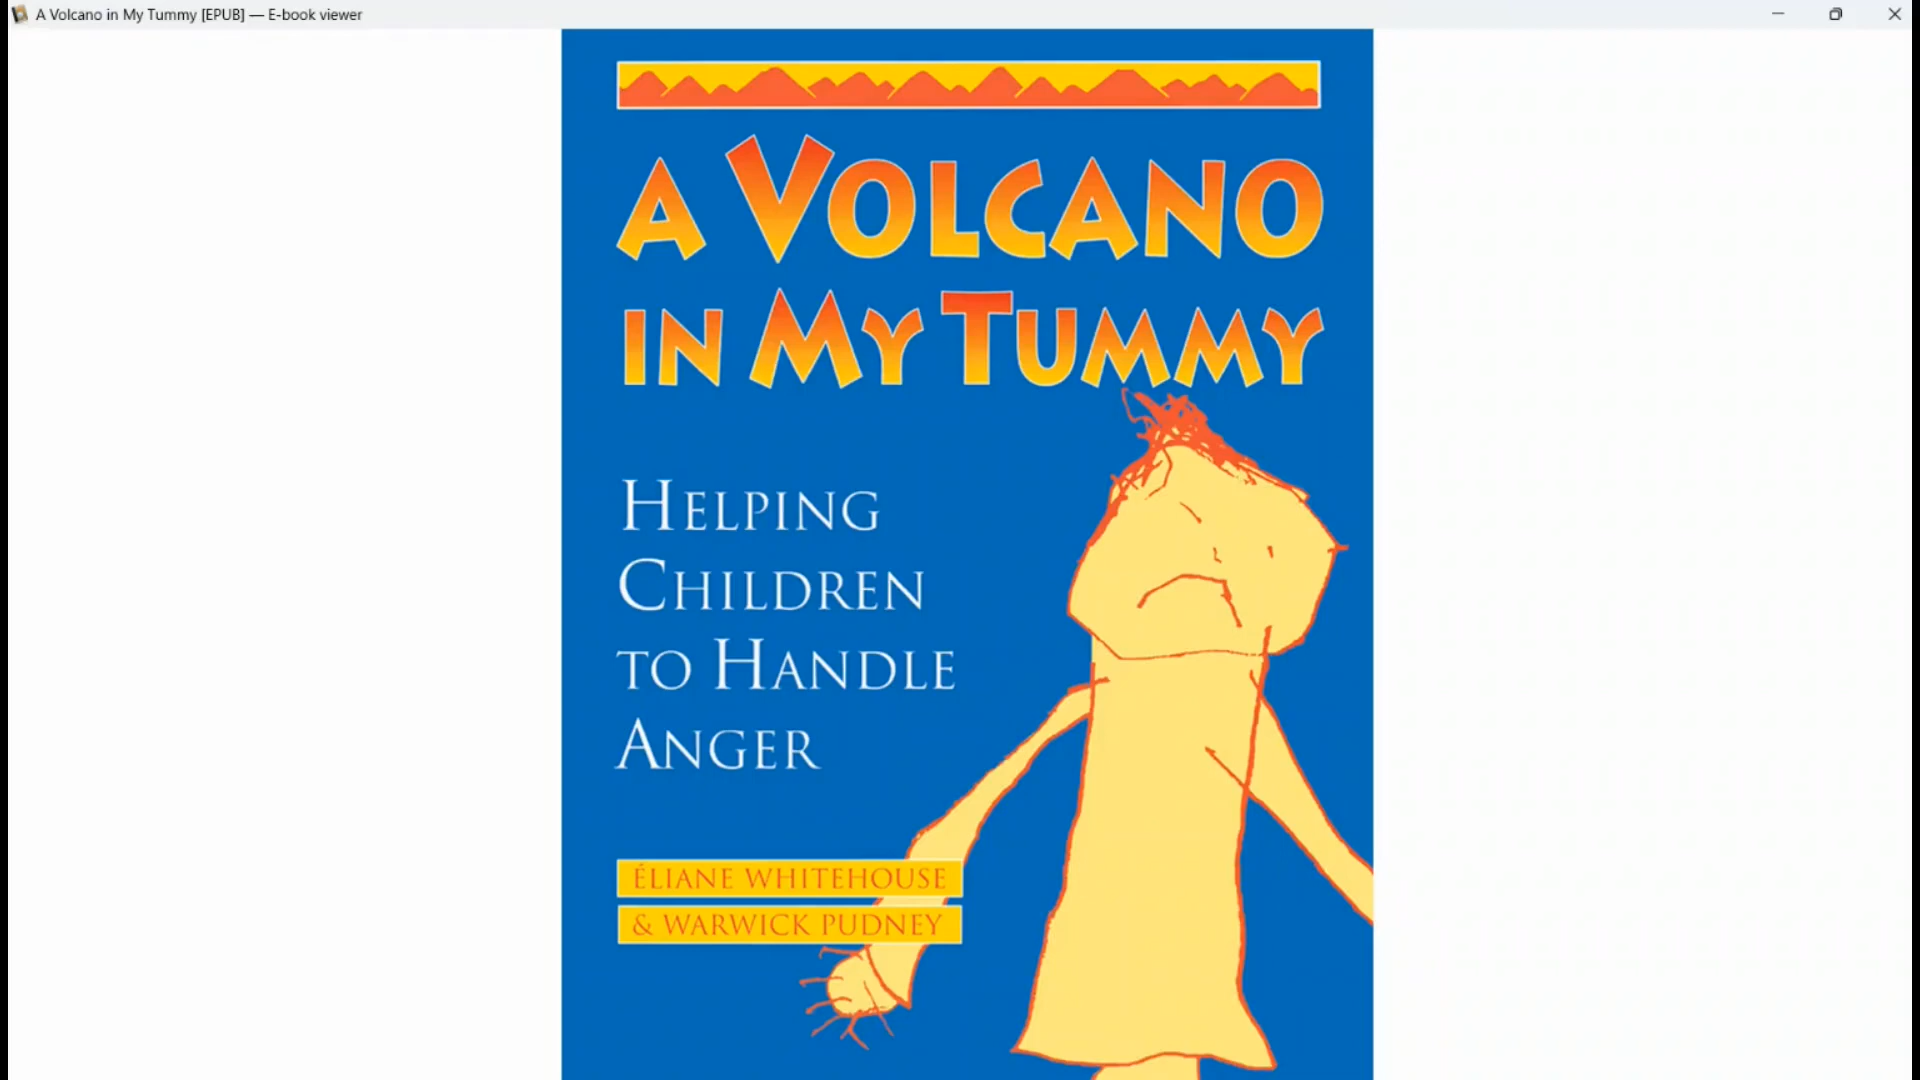 A Volcano in My Tummy [EPUB] — E-book viewer
A VOLCANO
IN MY TUMMY
HELPING
CHILDREN
TO HANDLE
ANGER
ÉLIANE WHITEHOUSE
& WARWICK PUDNEY